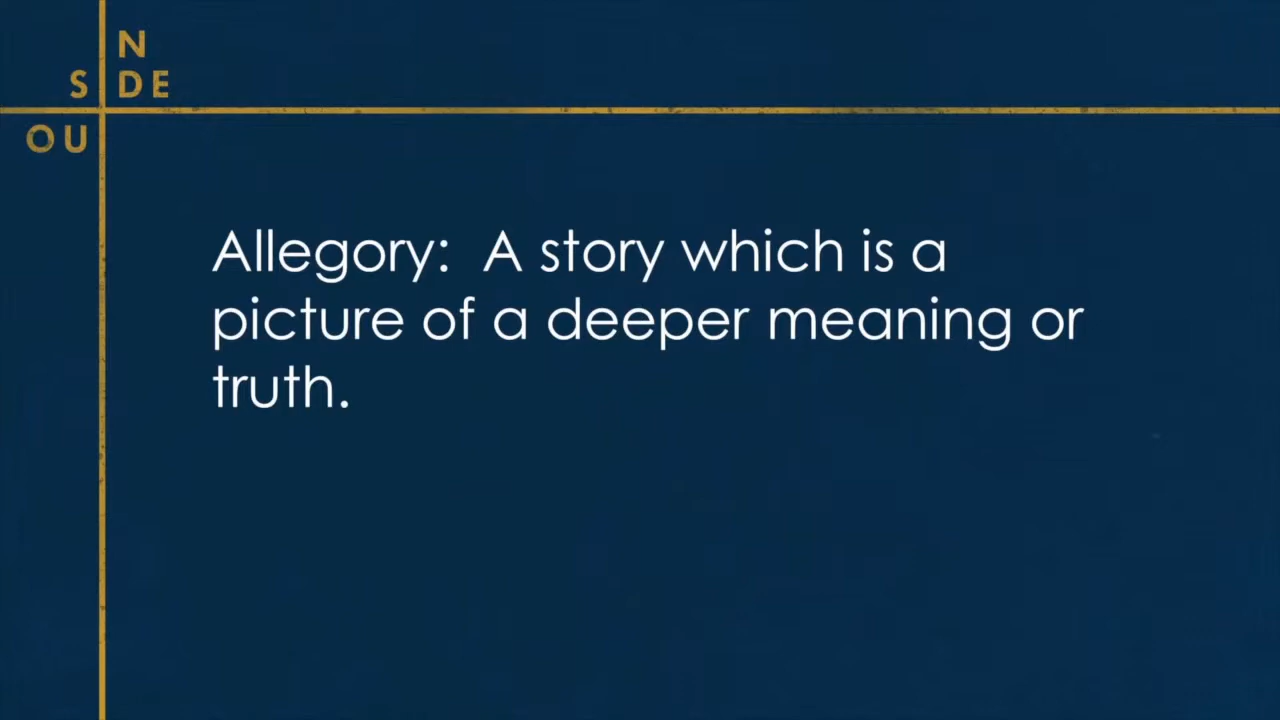 N
S DE
OU
Allegory:  A story which is a
picture of a deeper meaning or
truth.